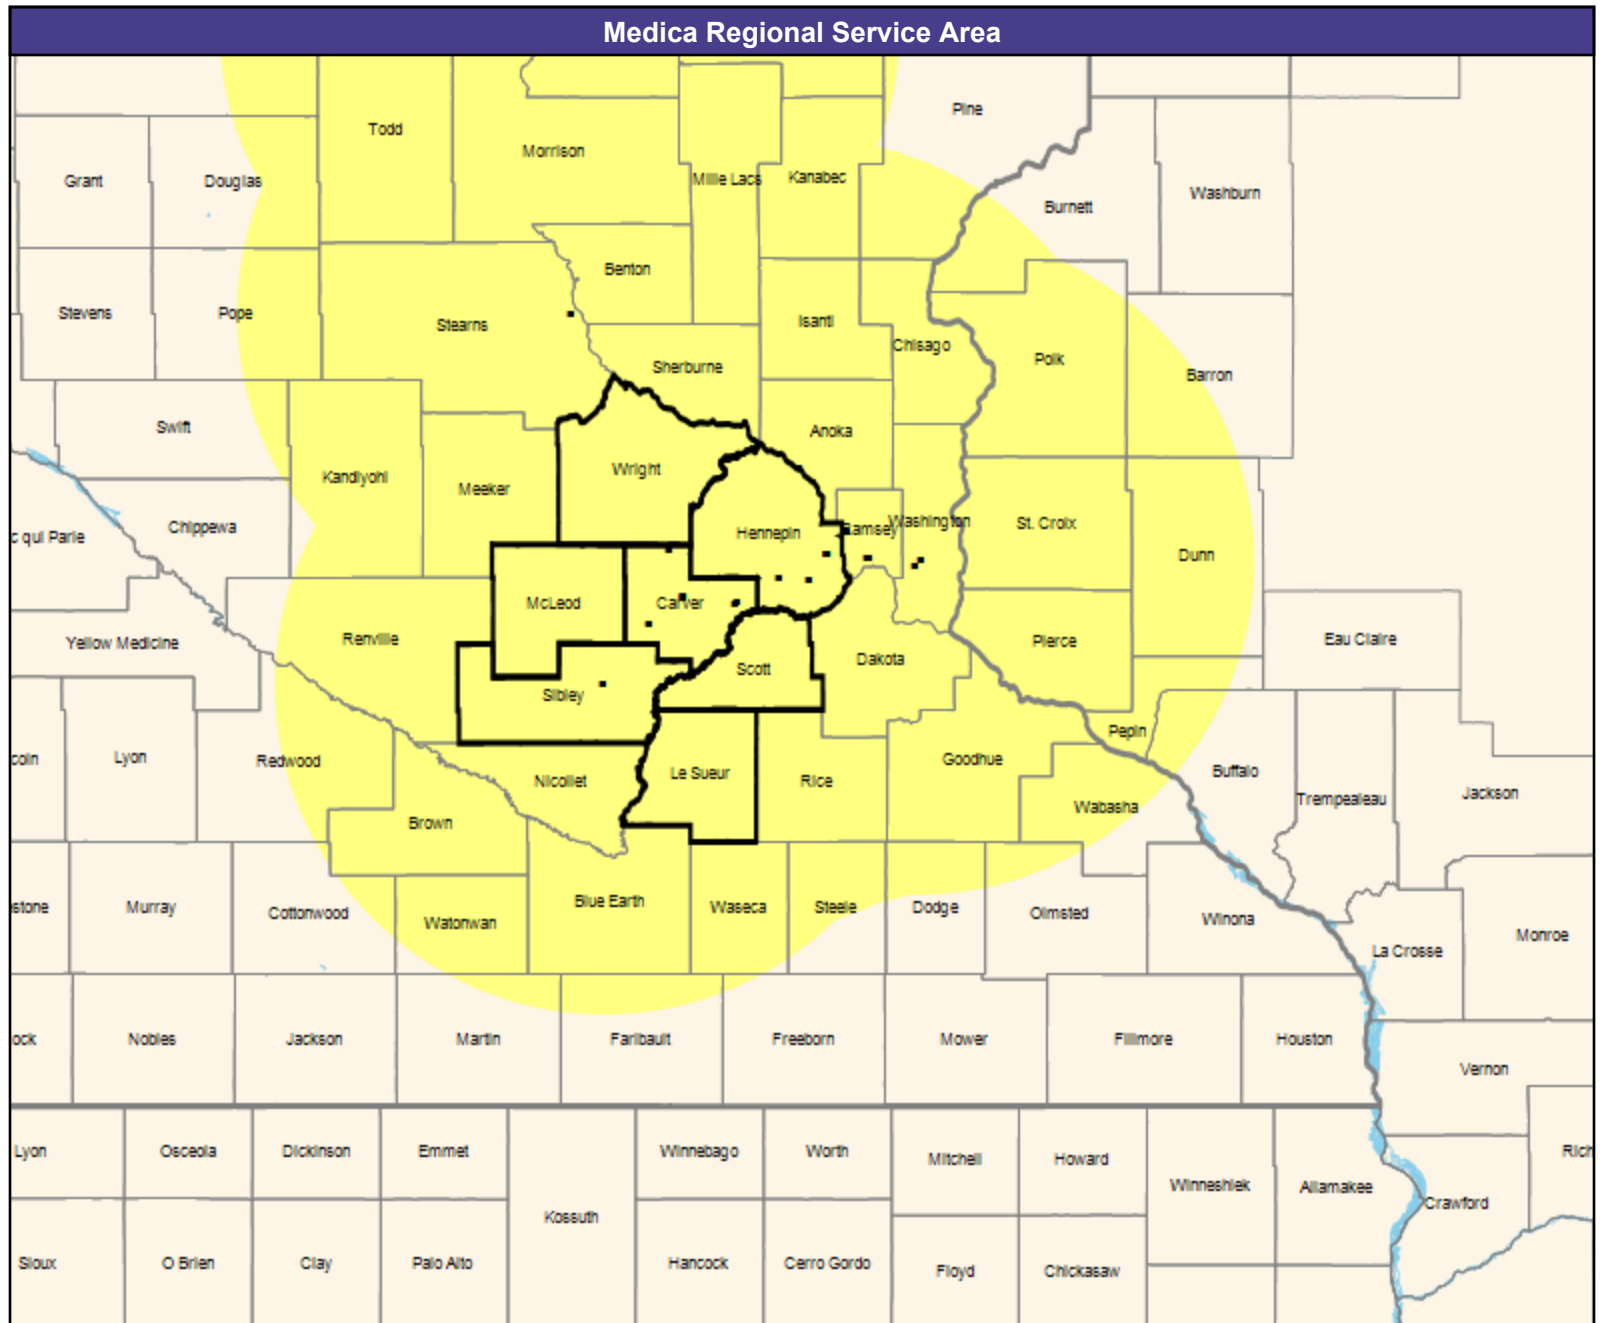 Medica Regional Service Area
Pine
Todd
Morrison
Grant
Douglas
Mille Lacs
Kanabec
Burnett
Washburn
Benton
Stevens
Pope
Stearns
Isanti
Chisago
Sherburne
Polk
Barron
Swift
Anoka
Kandiyohi
Wright
Meeker
Chippewa
c qui Parle
Hennepin
Ramsey
Washington
St. Croix
Dunn
McLeod
Carver
Yellow Medicine
Renville
Scott
Dakota
Pierce
Eau Claire
Sibley
coln
Lyon
Redwood
Nicollet
Le Sueur
Rice
Goodhue
Pepin
Buffalo
Trempealeau
Jackson
Brown
Wabasha
stone
Murray
Cottonwood
Watonwan
Blue Earth
Waseca
Steele
Dodge
Olmsted
Winona
La Crosse
Monroe
ock
Nobles
Jackson
Martin
Faribault
Freeborn
Mower
Fillmore
Houston
Vernon
Lyon
Osceola
Dickinson
Emmet
Winnebago
Worth
Mitchell
Howard
Winneshiek
Allamakee
Crawford
Rich
Kossuth
Sioux
O Brien
Clay
Palo Alto
Hancock
Cerro Gordo
Floyd
Chickasaw